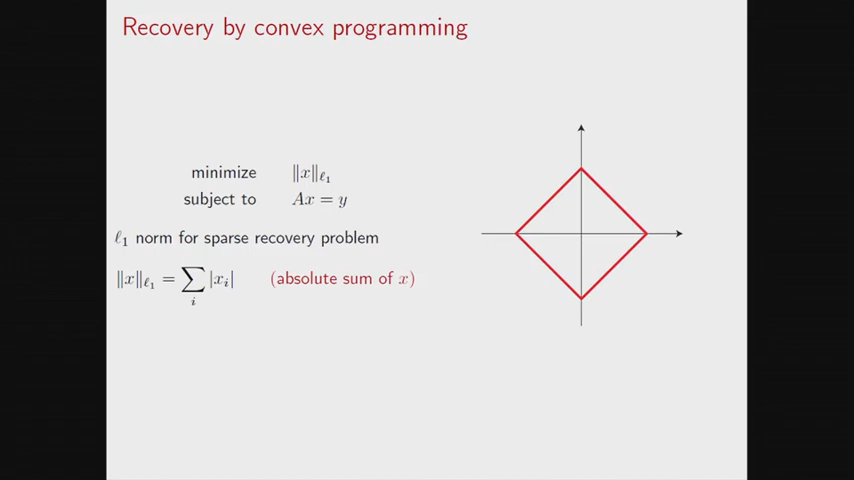 Recovery by convex programming
minimize ‖x‖ℓ₁
subject to Ax = y
ℓ₁ norm for sparse recovery problem
‖x‖ℓ₁ = ∑ᵢ |xᵢ| (absolute sum of x)